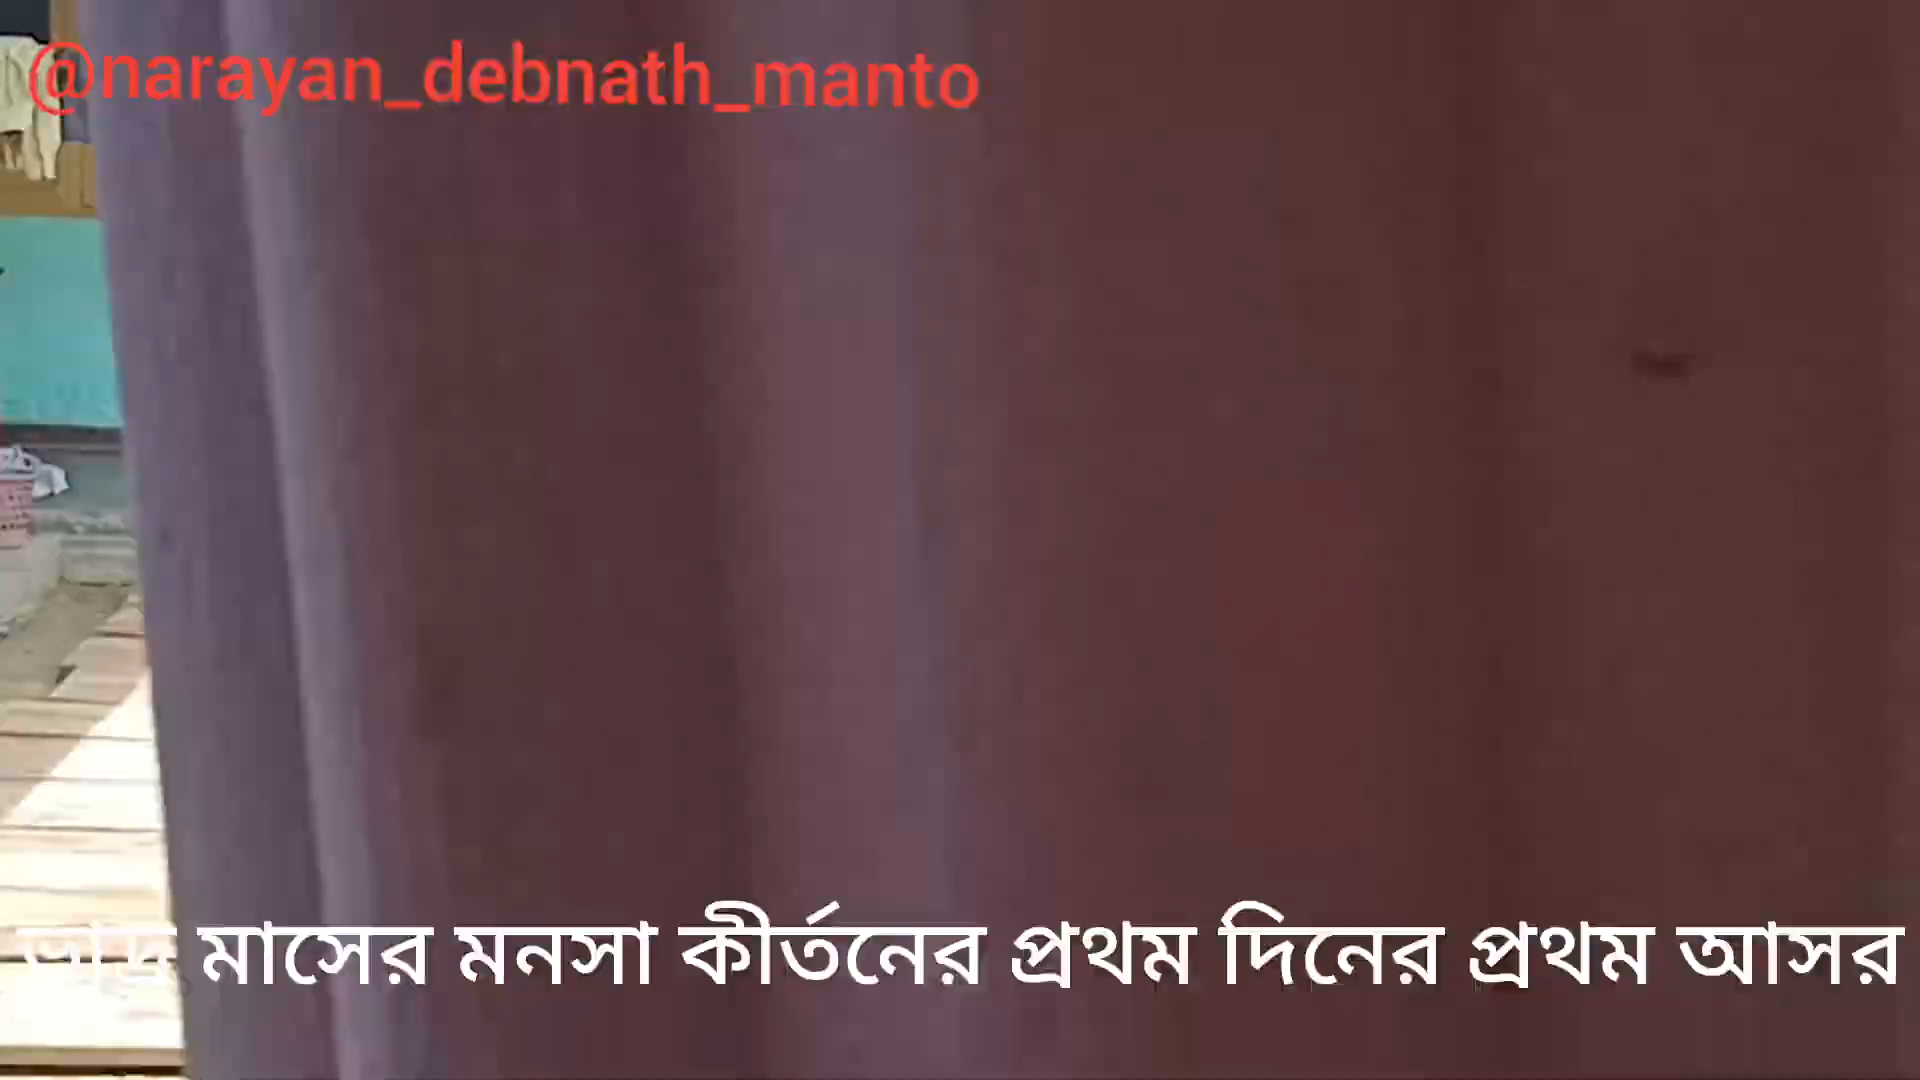 @narayan_debnath_manto
ভাদ্র মাসের মনসা কীর্তনের প্রথম দিনের প্রথম আসর